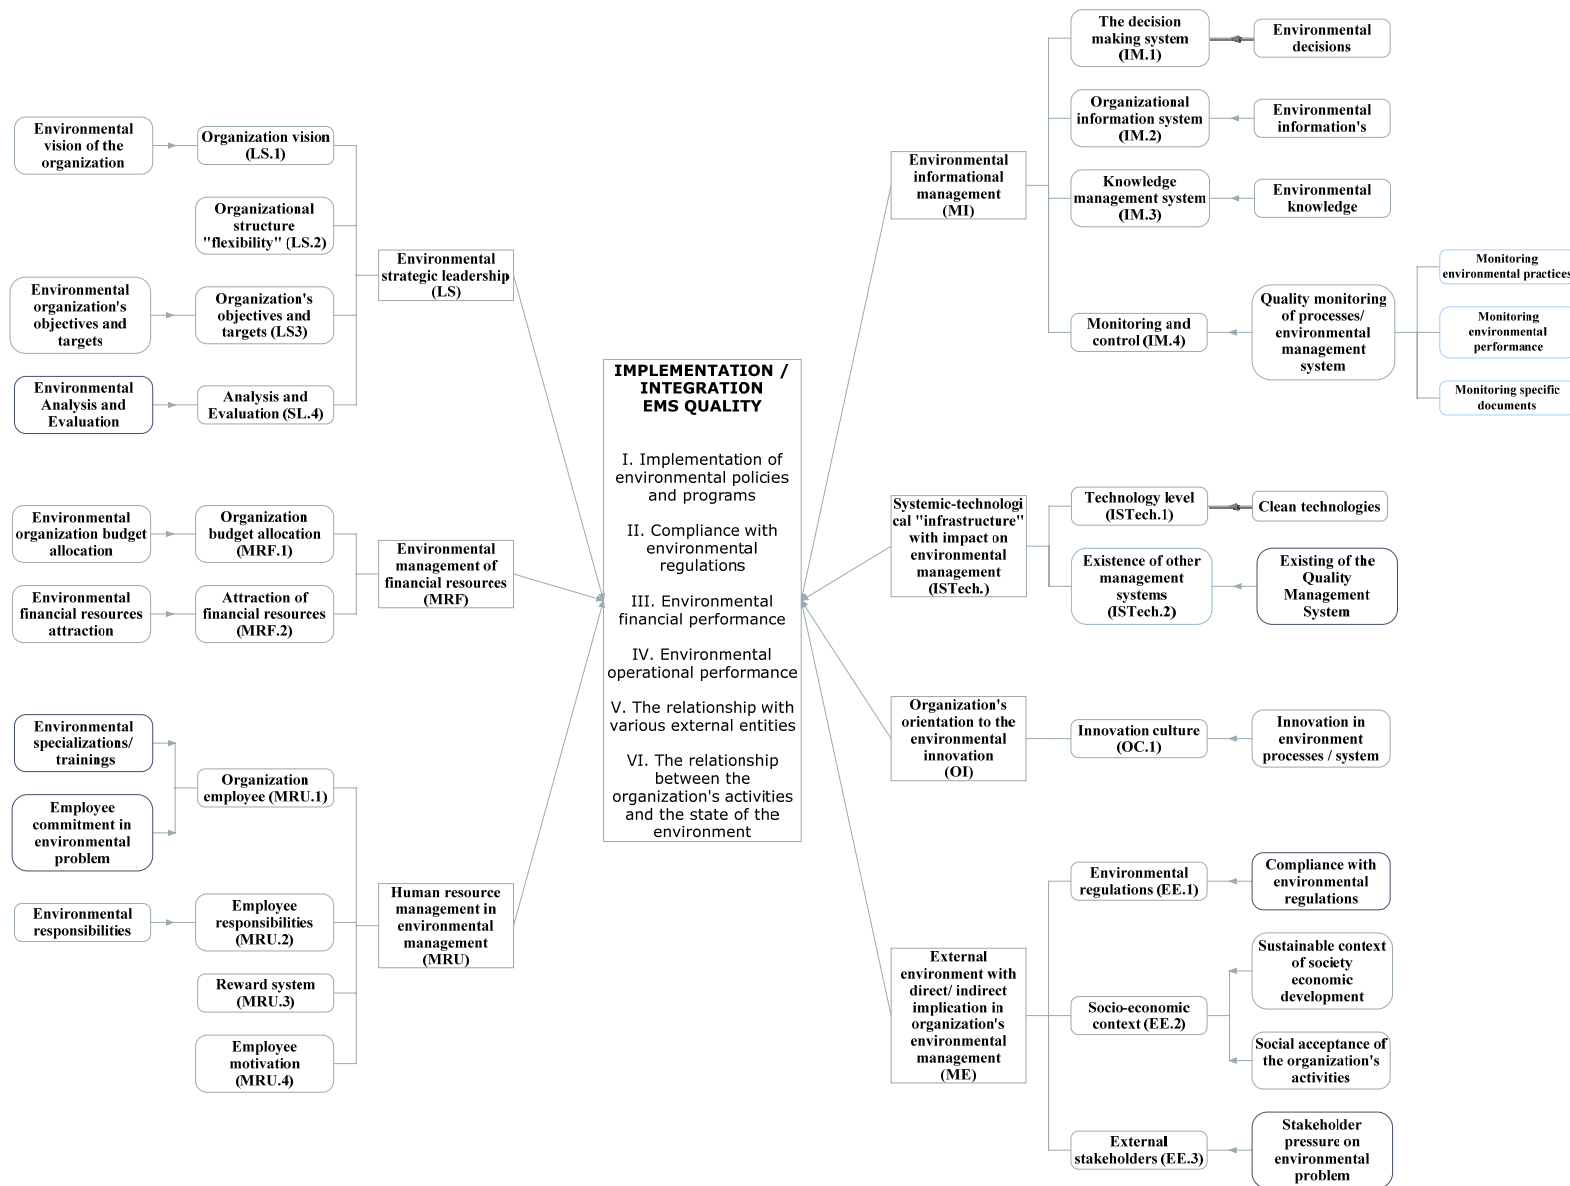 Environmental
vision of the
organization
Organization vision
(LS.1)
Organizational
structure
"flexibility" (LS.2)
Environmental
organization's
objectives and
targets
Organization's
objectives and
targets (LS3)
Environmental
Analysis and
Evaluation
Analysis and
Evaluation (SL.4)
Environmental
strategic leadership
(LS)
Environmental
organization budget
allocation
Organization
budget allocation
(MRF.1)
Environmental
financial resources
attraction
Attraction of
financial resources
(MRF.2)
Environmental
management of
financial resources
(MRF)
Environmental
specializations/
trainings
Employee
commitment in
environmental
problem
Organization
employee (MRU.1)
Environmental
responsibilities
Employee
responsibilities
(MRU.2)
Reward system
(MRU.3)
Employee
motivation
(MRU.4)
Human resource
management in
environmental
management
(MRU)
IMPLEMENTATION /
INTEGRATION
EMS QUALITY
I. Implementation of
environmental policies
and programs
II. Compliance with
environmental
regulations
III. Environmental
financial performance
IV. Environmental
operational performance
V. The relationship with
various external entities
VI. The relationship
between the
organization's activities
and the state of the
environment
Environmental
informational
management
(MI)
The decision
making system
(IM.1)
Environmental
decisions
Organizational
information system
(IM.2)
Environmental
information's
Knowledge
management system
(IM.3)
Environmental
knowledge
Monitoring and
control (IM.4)
Quality monitoring
of processes/
environmental
management
system
Monitoring
environmental practices
Monitoring
environmental
performance
Monitoring specific
documents
Systemic-technologi
cal "infrastructure"
with impact on
environmental
management
(ISTech.)
Technology level
(ISTech.1)
Clean technologies
Existence of other
management
systems
(ISTech.2)
Existing of the
Quality
Management
System
Organization's
orientation to the
environmental
innovation
(OI)
Innovation culture
(OC.1)
Innovation in
environment
processes / system
External
environment with
direct/ indirect
implication in
organization's
environmental
management
(ME)
Environmental
regulations (EE.1)
Compliance with
environmental
regulations
Socio-economic
context (EE.2)
Sustainable context
of society
economic
development
Social acceptance of
the organization's
activities
External
stakeholders (EE.3)
Stakeholder
pressure on
environmental
problem